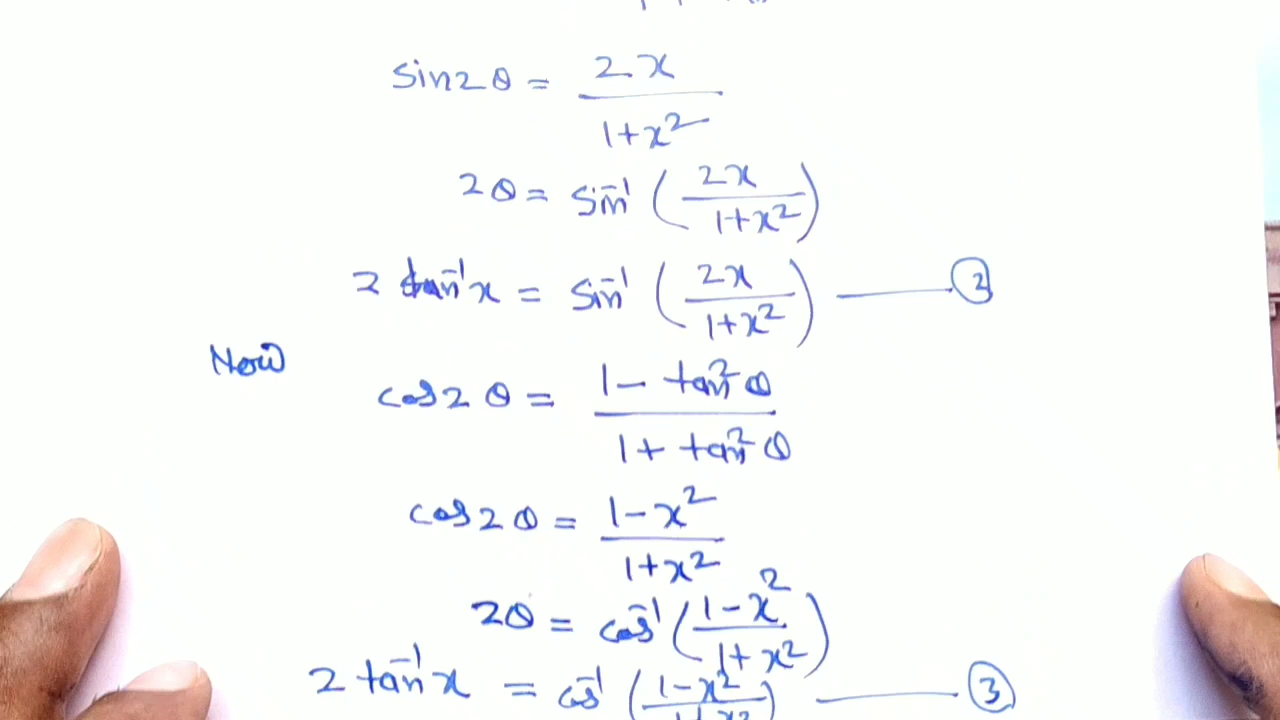 sin2θ = 2x / 1+x²
2θ = sin⁻¹ (2x / 1+x²)
2 tan⁻¹x = sin⁻¹ (2x / 1+x²) —— ②
Now
cos2θ = 1 - tan²θ / 1 + tan²θ
cos2θ = 1-x² / 1+x²
2θ = cos⁻¹ (1-x² / 1+x²)
2 tan⁻¹x = cos⁻¹ (1-x² / 1+x²) —— ③